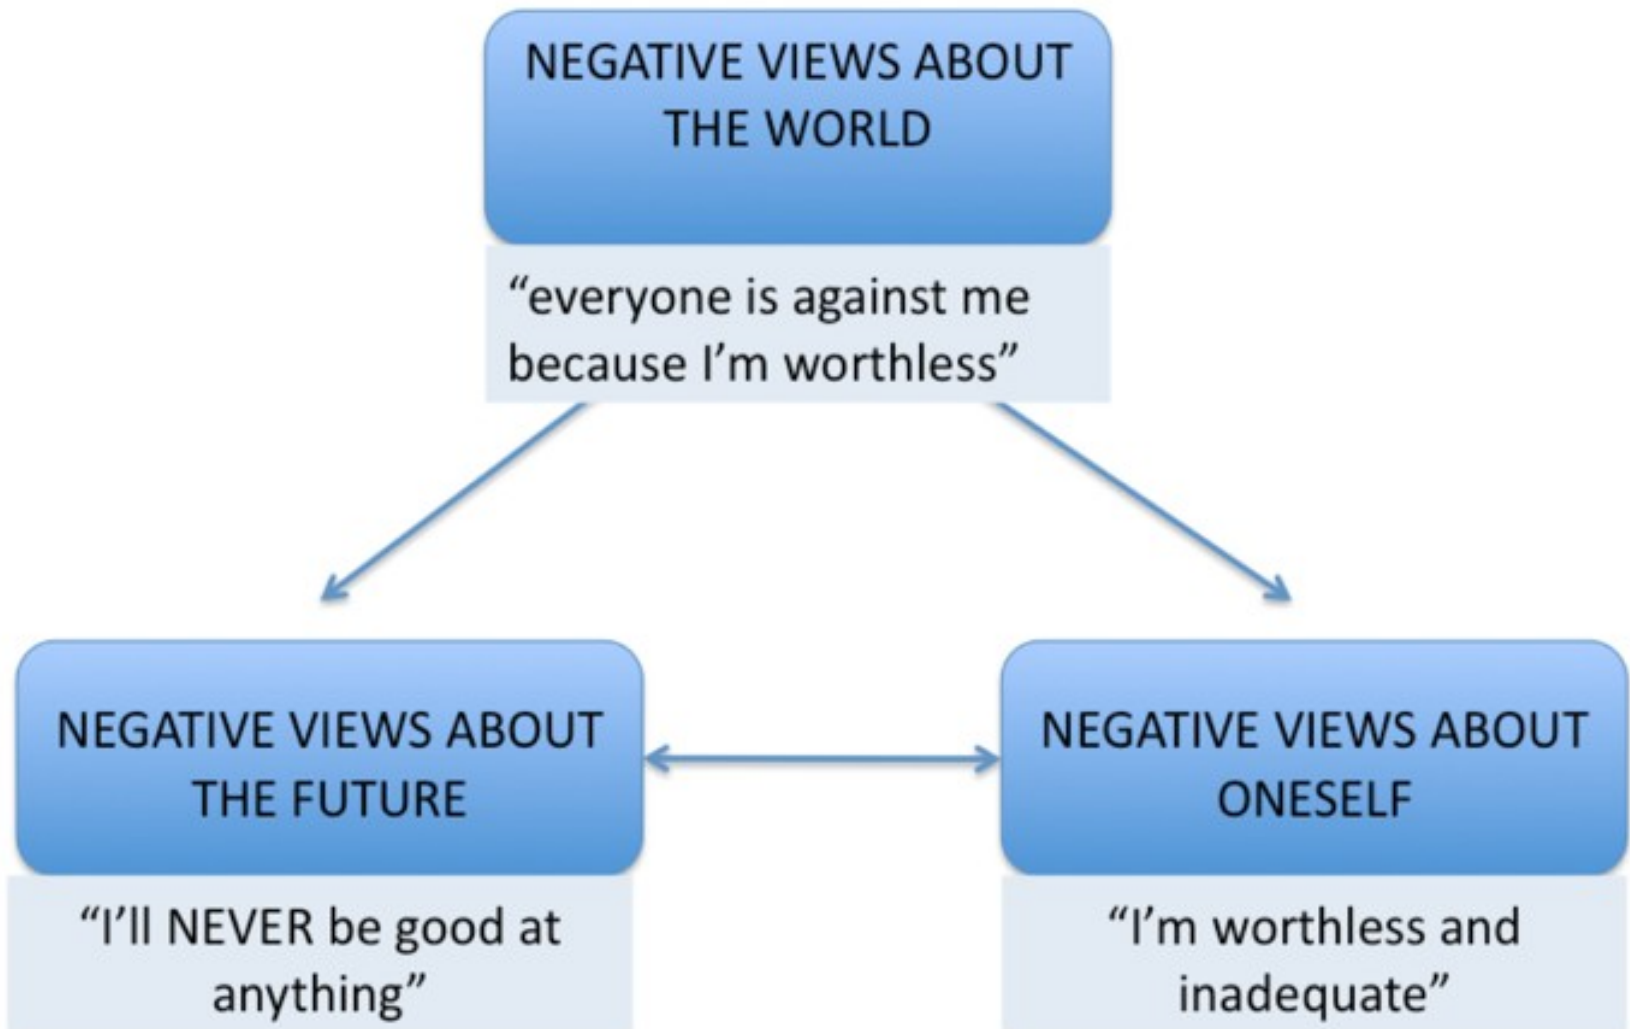 NEGATIVE VIEWS ABOUT
THE WORLD
“everyone is against me
because I’m worthless”
NEGATIVE VIEWS ABOUT
THE FUTURE
“I’ll NEVER be good at
anything”
NEGATIVE VIEWS ABOUT
ONESELF
“I’m worthless and
inadequate”